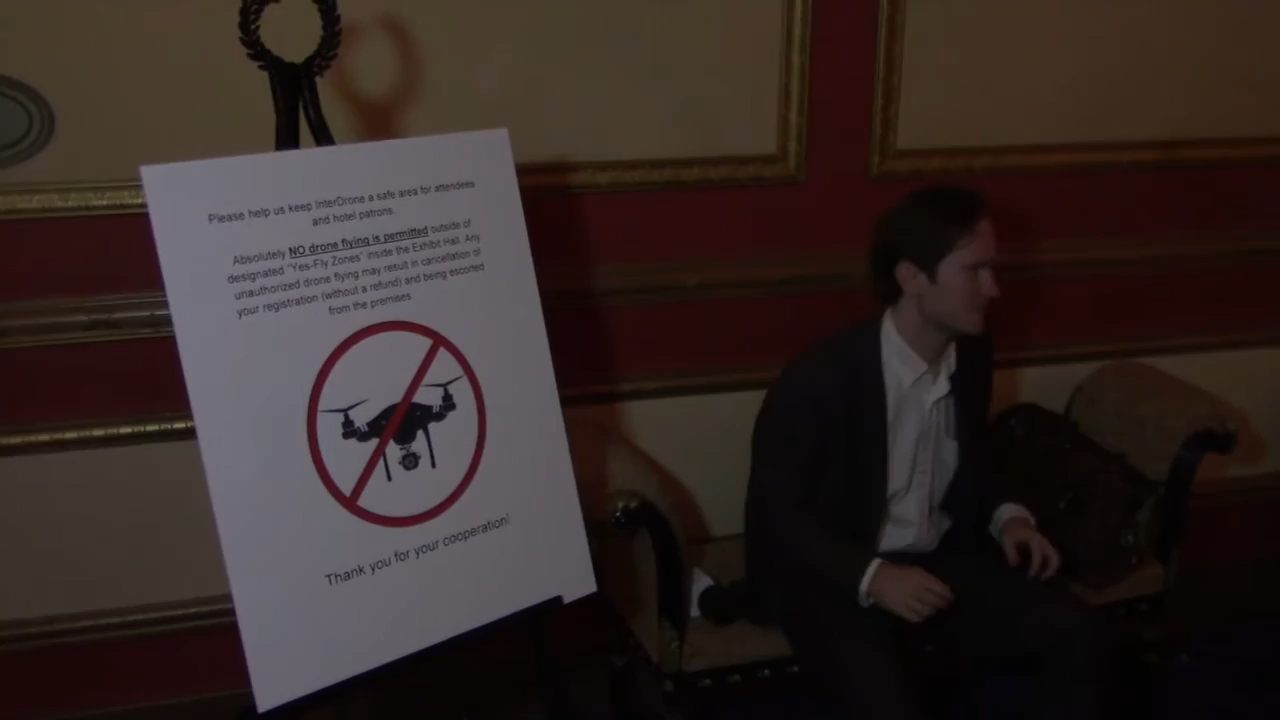 Please help us keep InterDrone a safe area for attendees
and hotel patrons.
Absolutely NO drone flying is permitted outside of
designated "Yes-Fly Zones" inside the Exhibit Hall. Any
unauthorized drone flying may result in cancellation of
your registration (without a refund) and being escorted
from the premises
Thank you for your cooperation!